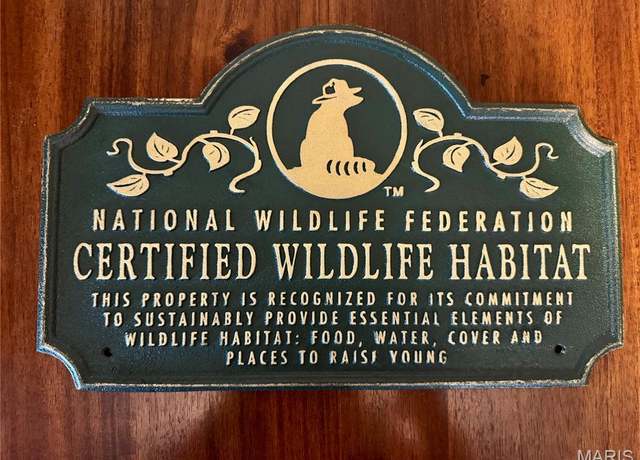 TM
NATIONAL WILDLIFE FEDERATION
CERTIFIED WILDLIFE HABITAT
THIS PROPERTY IS RECOGNIZED FOR ITS COMMITMENT
TO SUSTAINABLY PROVIDE ESSENTIAL ELEMENTS OF
WILDLIFE HABITAT: FOOD, WATER, COVER AND
PLACES TO RAISE YOUNG
MARIS